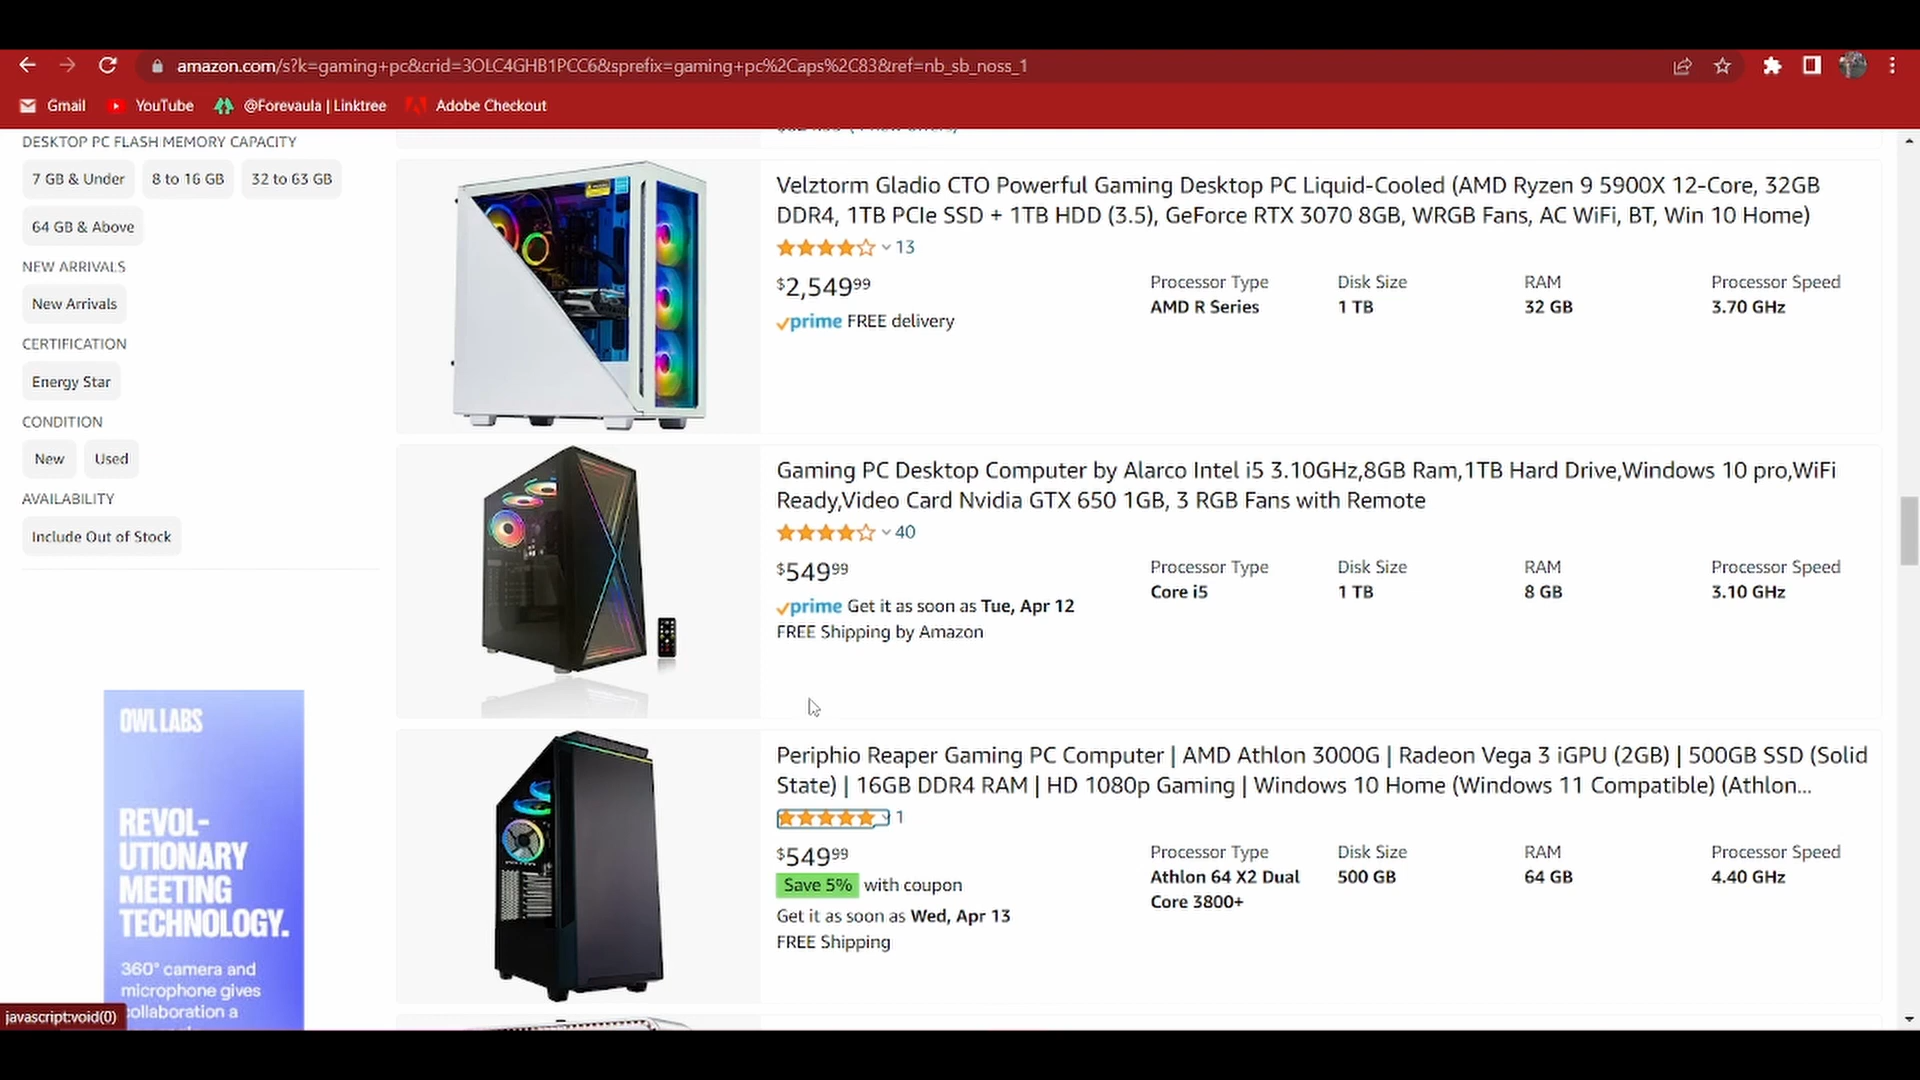 amazon.com/s?k=gaming+pc&crid=3OLC4GHB1PCC6&sprefix=gaming+pc%2Caps%2C83&ref=nb_sb_noss_1
Gmail
YouTube
@Forevaula | Linktree
Adobe Checkout
DESKTOP PC FLASH MEMORY CAPACITY
7 GB & Under
8 to 16 GB
32 to 63 GB
64 GB & Above
NEW ARRIVALS
New Arrivals
CERTIFICATION
Energy Star
CONDITION
New
Used
AVAILABILITY
Include Out of Stock
OWL LABS
REVOL-
UTIONARY
MEETING
TECHNOLOGY.
360° camera and
microphone gives
collaboration a
javascript:void(0)
Velztorm Gladio CTO Powerful Gaming Desktop PC Liquid-Cooled (AMD Ryzen 9 5900X 12-Core, 32GB
DDR4, 1TB PCIe SSD + 1TB HDD (3.5), GeForce RTX 3070 8GB, WRGB Fans, AC WiFi, BT, Win 10 Home)
13
$2,549.99
prime FREE delivery
Processor Type
AMD R Series
Disk Size
1 TB
RAM
32 GB
Processor Speed
3.70 GHz
Gaming PC Desktop Computer by Alarco Intel i5 3.10GHz,8GB Ram,1TB Hard Drive,Windows 10 pro,WiFi
Ready,Video Card Nvidia GTX 650 1GB, 3 RGB Fans with Remote
40
$549.99
prime Get it as soon as Tue, Apr 12
FREE Shipping by Amazon
Processor Type
Core i5
Disk Size
1 TB
RAM
8 GB
Processor Speed
3.10 GHz
Periphio Reaper Gaming PC Computer | AMD Athlon 3000G | Radeon Vega 3 iGPU (2GB) | 500GB SSD (Solid
State) | 16GB DDR4 RAM | HD 1080p Gaming | Windows 10 Home (Windows 11 Compatible) (Athlon...
1
$549.99
Save 5% with coupon
Get it as soon as Wed, Apr 13
FREE Shipping
Processor Type
Athlon 64 X2 Dual
Core 3800+
Disk Size
500 GB
RAM
64 GB
Processor Speed
4.40 GHz